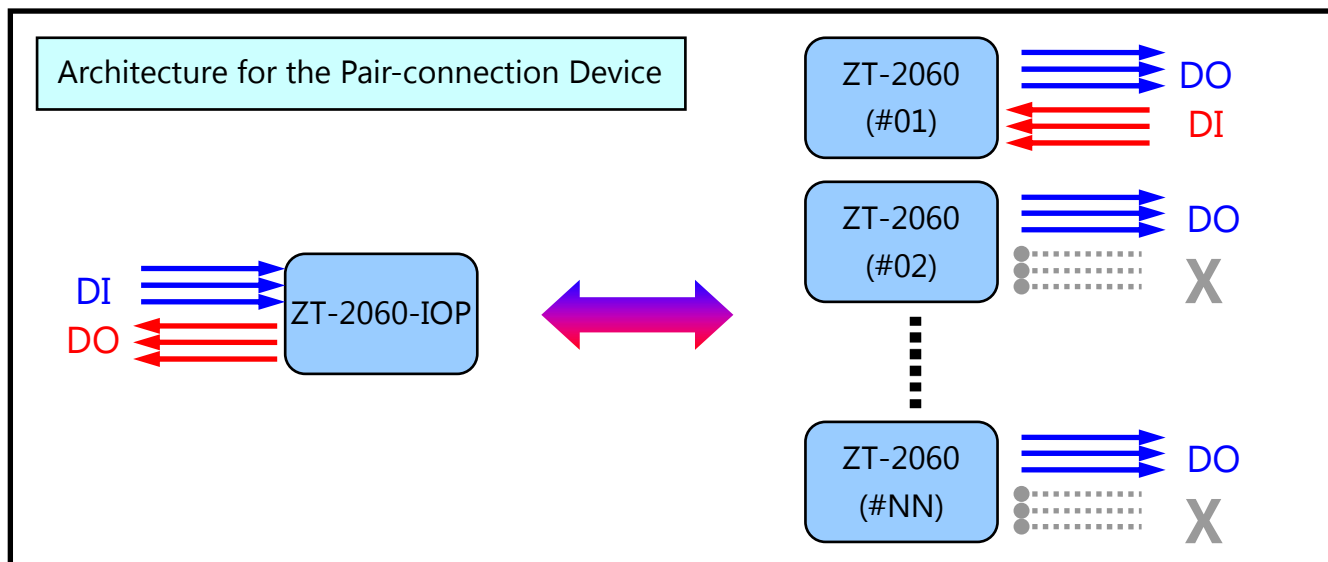 Architecture for the Pair-connection Device
ZT-2060
(#01)
DO
DI
ZT-2060
(#02)
DO
X
DI
DO
ZT-2060-IOP
ZT-2060
(#NN)
DO
X